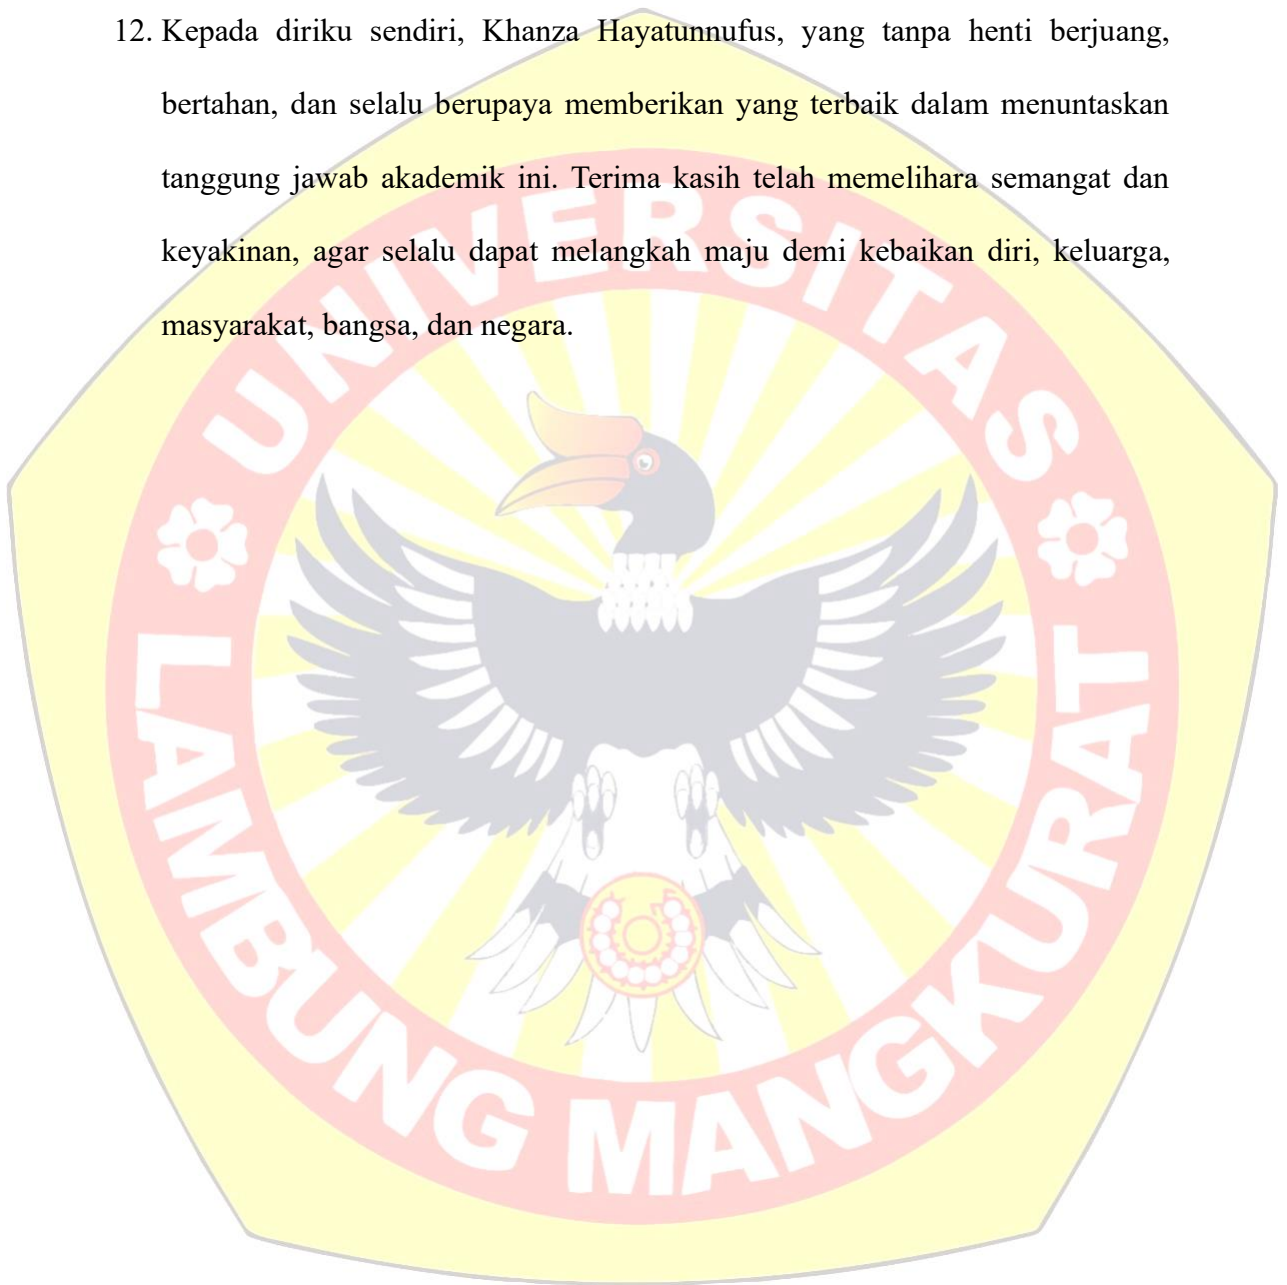 12. Kepada diriku sendiri, Khanza Hayatunnufus, yang tanpa henti berjuang,
bertahan, dan selalu berupaya memberikan yang terbaik dalam menuntaskan
tanggung jawab akademik ini. Terima kasih telah memelihara semangat dan
keyakinan, agar selalu dapat melangkah maju demi kebaikan diri, keluarga,
masyarakat, bangsa, dan negara.
UNIVERSITAS
LAMBUNG MANGKURAT